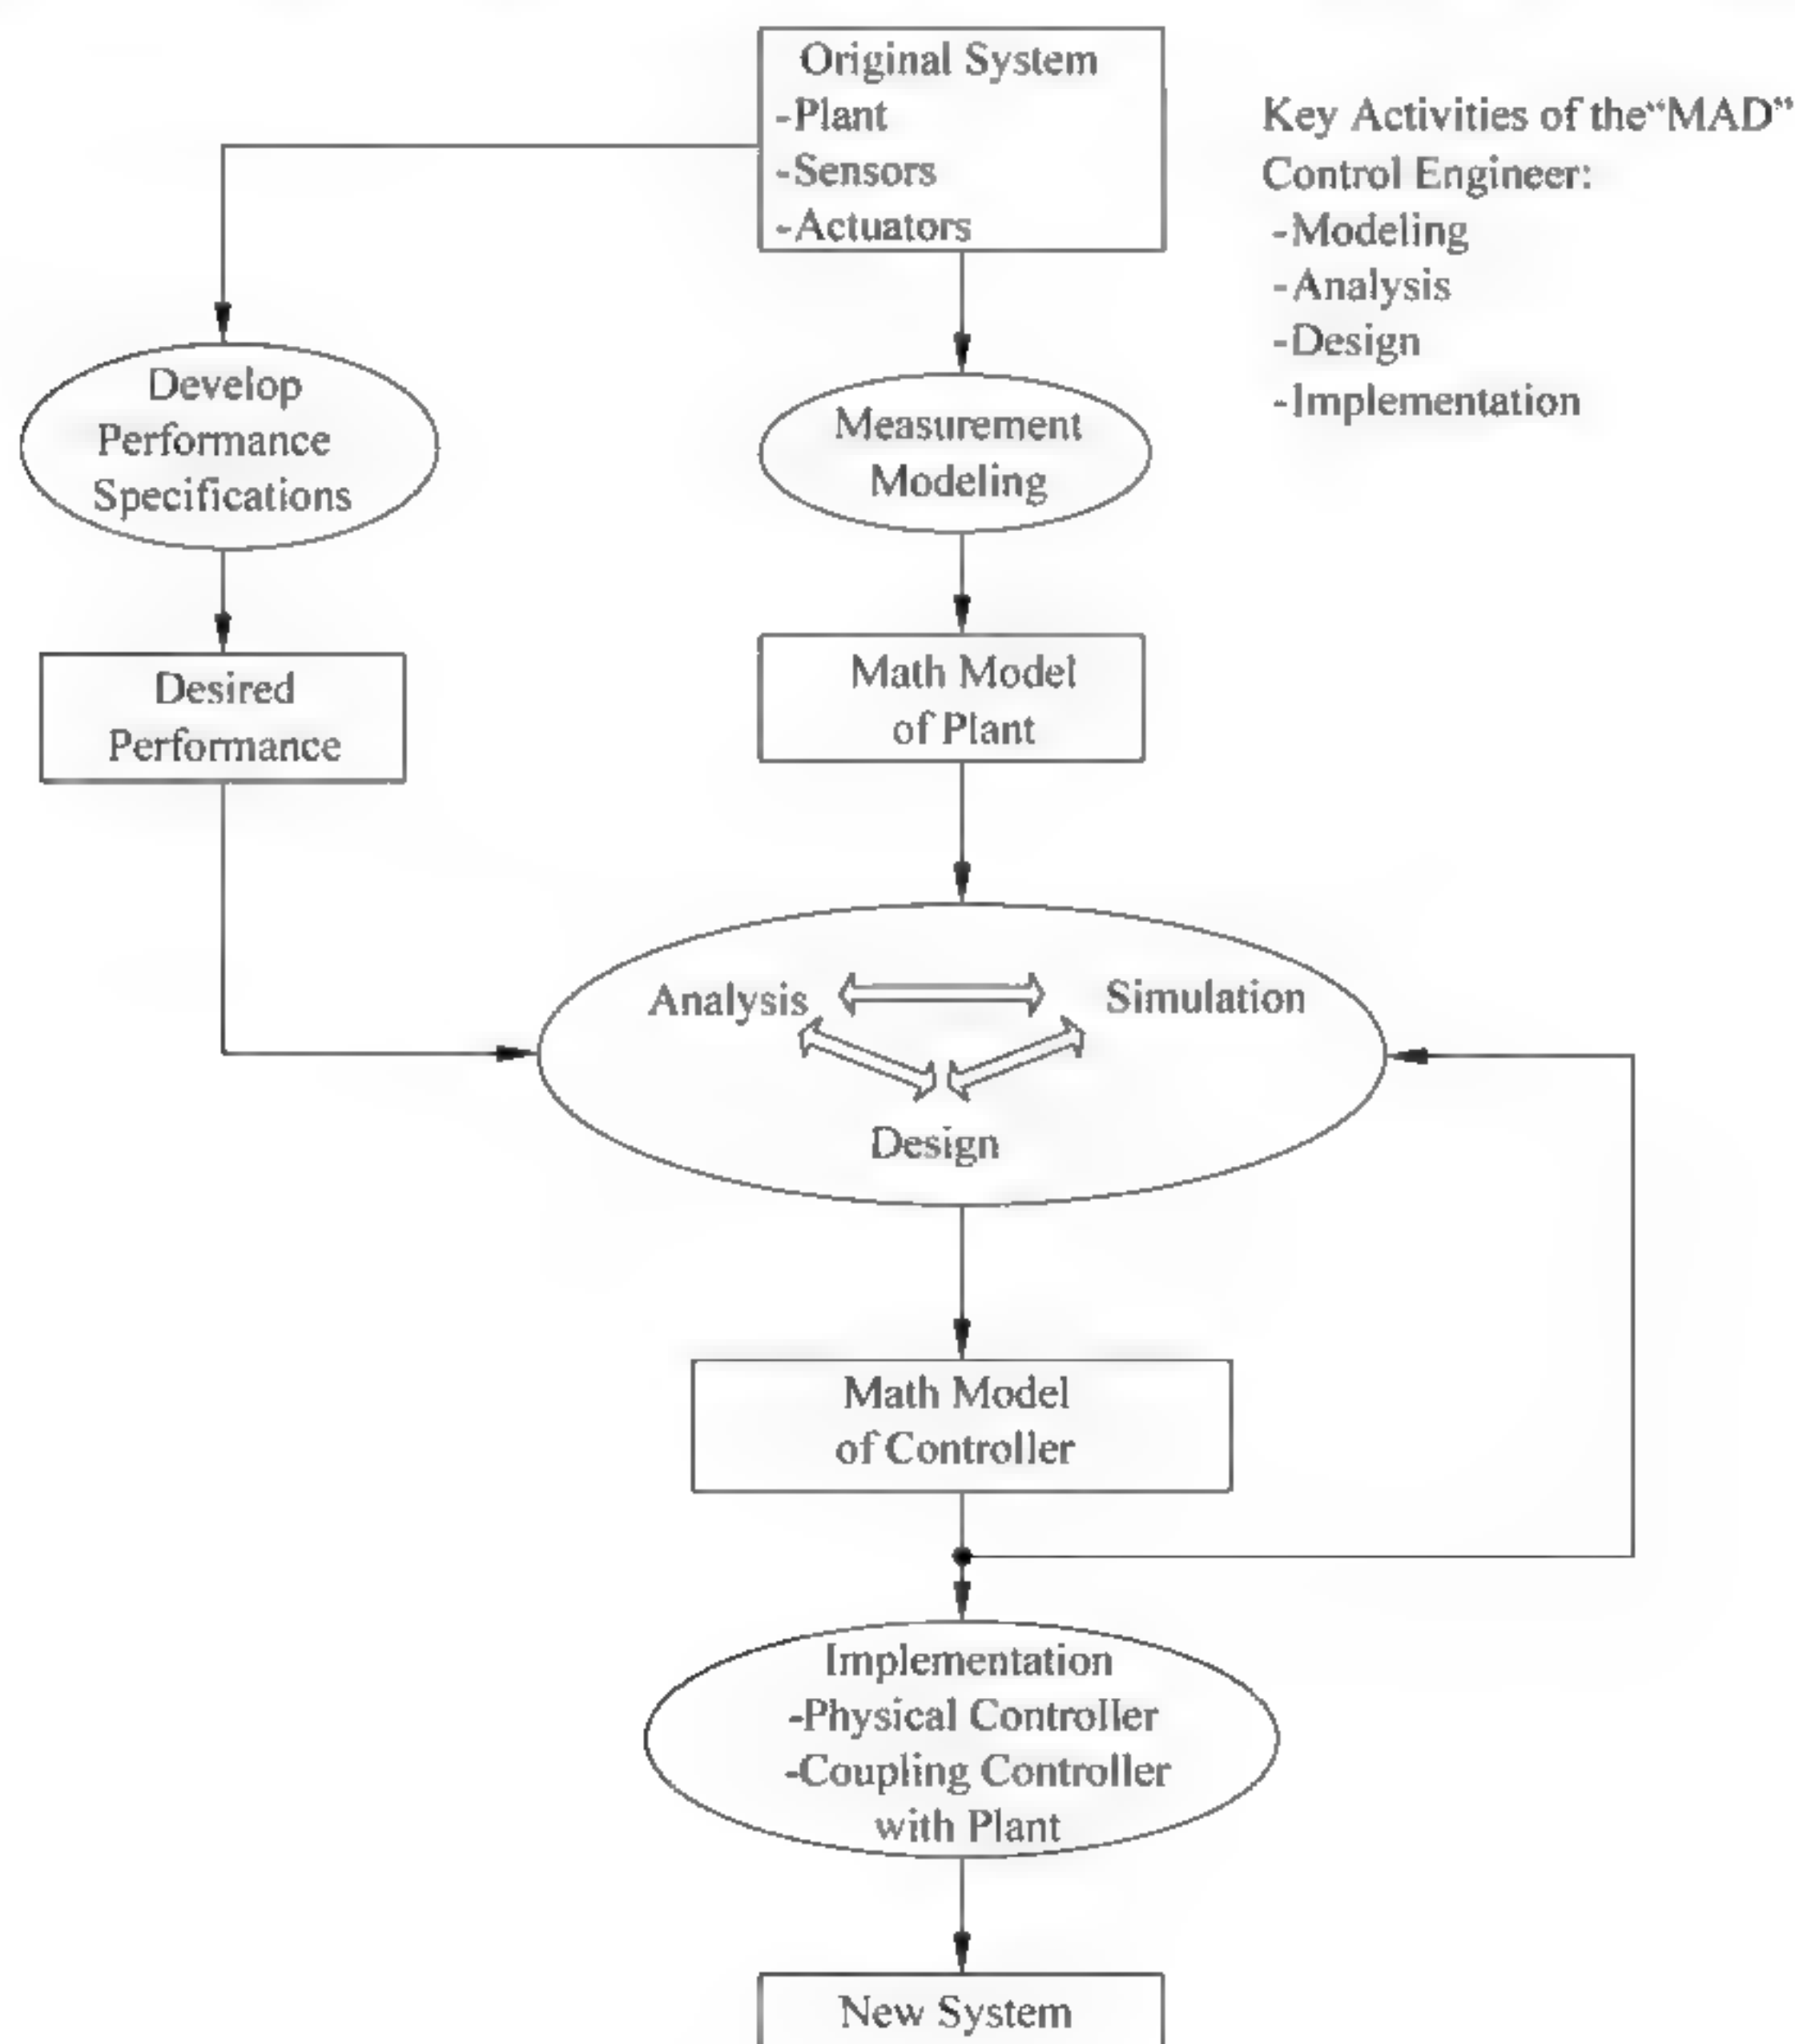 Original System
-Plant
-Sensors
-Actuators
Key Activities of the“MAD”
Control Engineer:
-Modeling
-Analysis
-Design
-Implementation
Develop
Performance
Specifications
Measurement
Modeling
Desired
Performance
Math Model
of Plant
Analysis
Simulation
Design
Math Model
of Controller
Implementation
-Physical Controller
-Coupling Controller
with Plant
New System